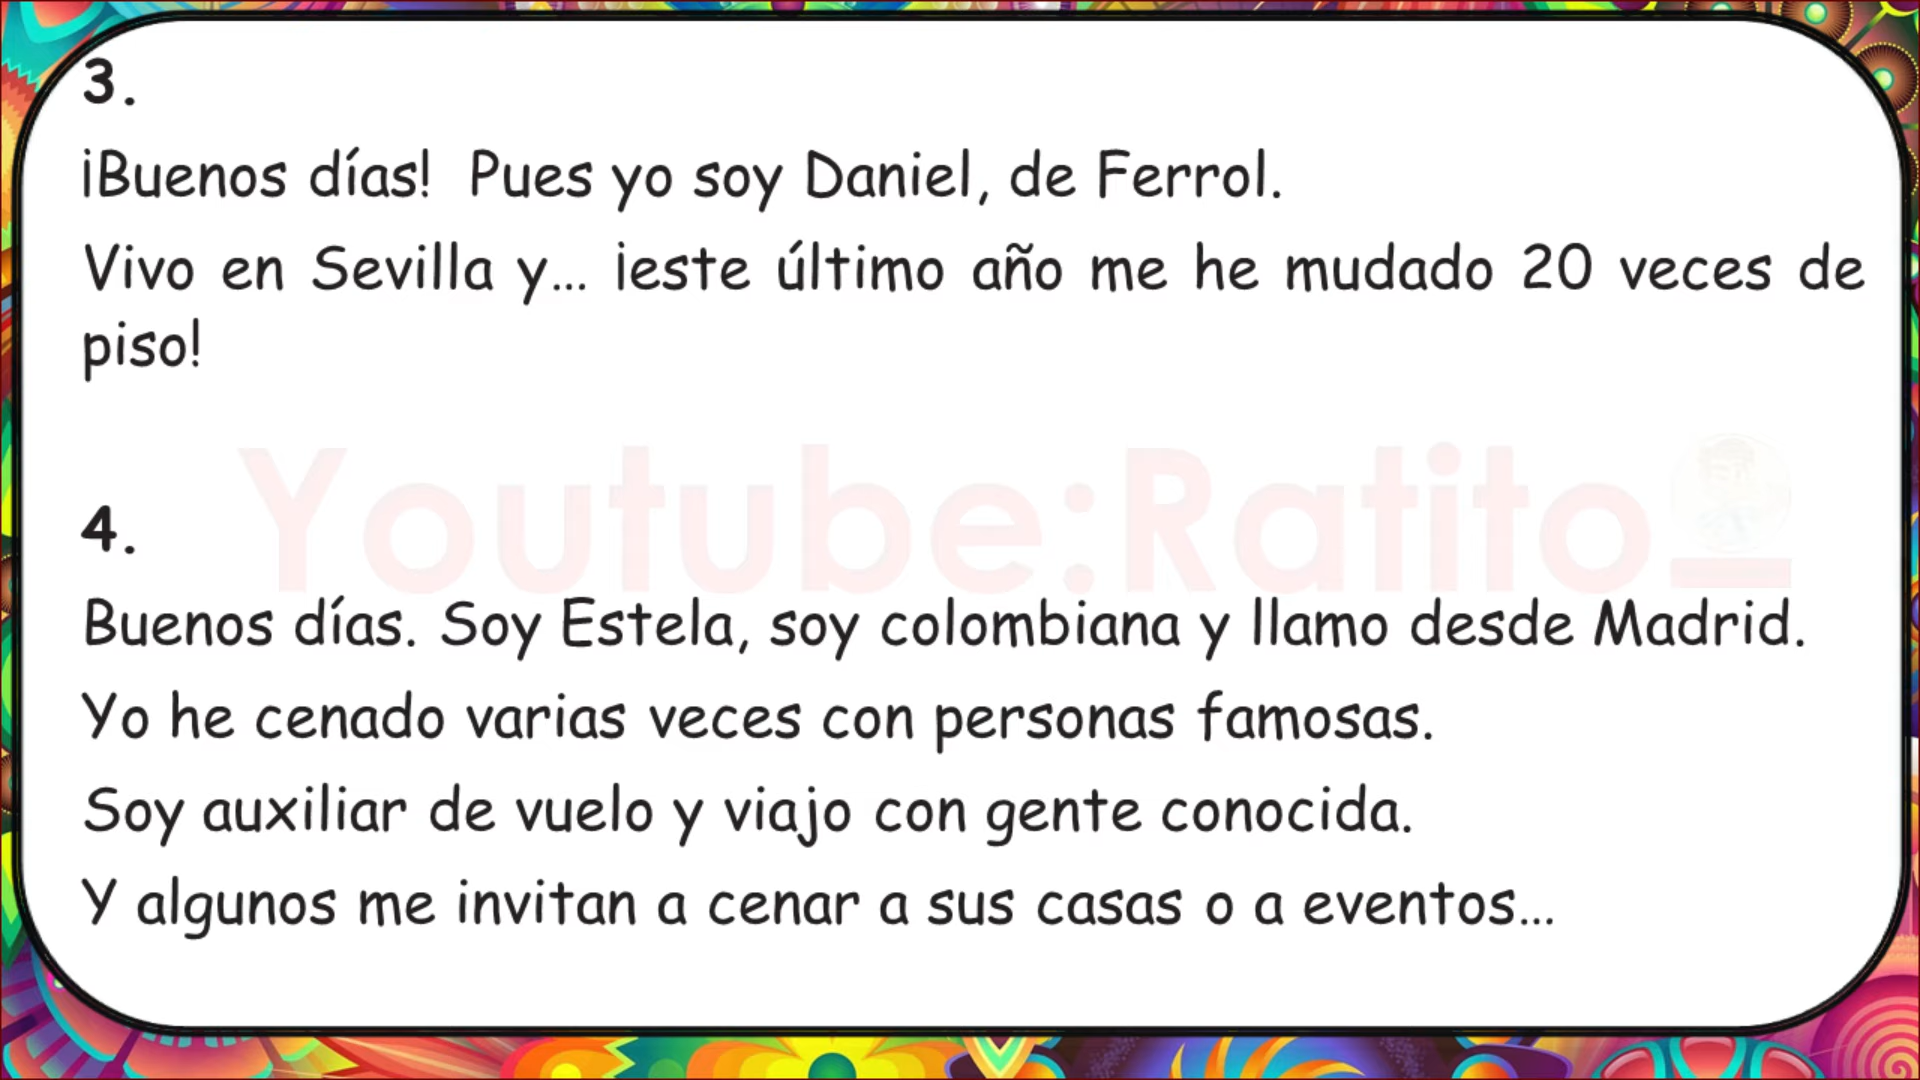 3.
¡Buenos días! Pues yo soy Daniel, de Ferrol.
Vivo en Sevilla y... ¡este último año me he mudado 20 veces de
piso!
Youtube:Ratito
4.
Buenos días. Soy Estela, soy colombiana y llamo desde Madrid.
Yo he cenado varias veces con personas famosas.
Soy auxiliar de vuelo y viajo con gente conocida.
Y algunos me invitan a cenar a sus casas o a eventos...